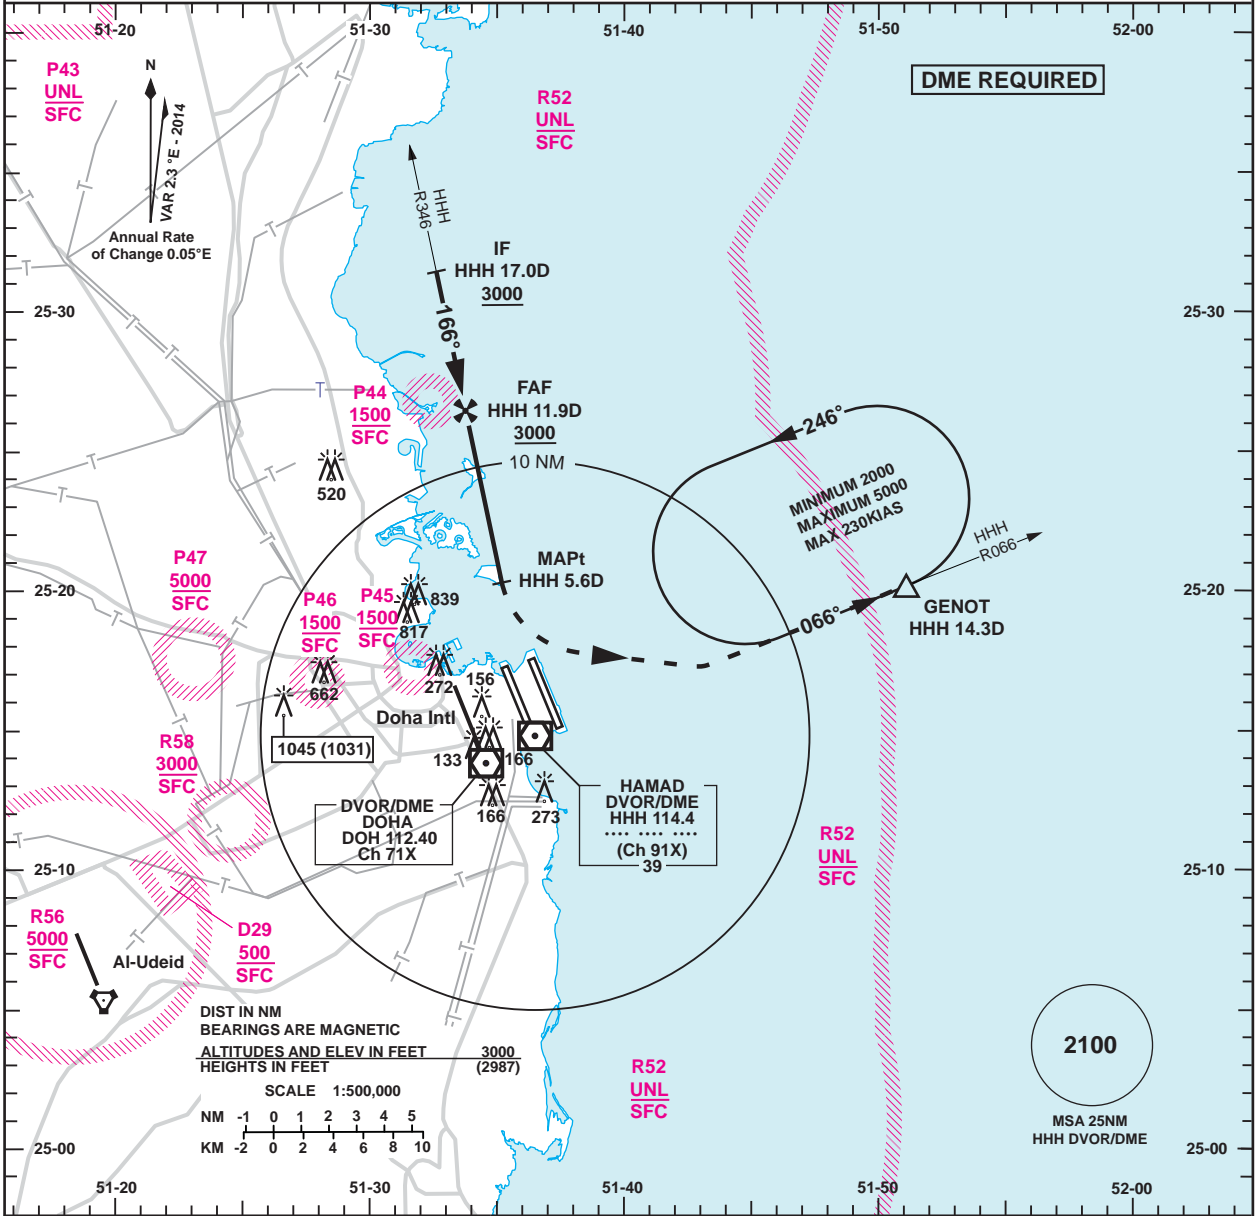 51-20
51-30
51-40
51-50
52-00
P43
UNL
SFC
N
VAR 2.3 °E - 2014
Annual Rate
of Change 0.05°E
R52
UNL
SFC
DME REQUIRED
HHH
R346
IF
HHH 17.0D
3000
166°
25-30
25-30
FAF
HHH 11.9D
3000
P44
1500
SFC
10 NM
246°
MINIMUM 2000
MAXIMUM 5000
MAX 230KIAS
520
HHH
R066
MAPt
HHH 5.6D
P47
5000
SFC
25-20
25-20
P46
1500
SFC
P45
1500
SFC
839
817
066°
GENOT
HHH 14.3D
662
272
156
Doha Intl
1045 (1031)
133
166
R58
3000
SFC
DVOR/DME
DOHA
DOH 112.40
Ch 71X
166
273
HAMAD
DVOR/DME
HHH 114.4
.... .... ....
(Ch 91X)
39
R52
UNL
SFC
25-10
25-10
R56
5000
SFC
D29
500
SFC
Al-Udeid
DIST IN NM
BEARINGS ARE MAGNETIC
ALTITUDES AND ELEV IN FEET 3000
HEIGHTS IN FEET (2987)
SCALE 1:500,000
NM -1 0 1 2 3 4 5
KM -2 0 2 4 6 8 10
R52
UNL
SFC
2100
MSA 25NM
HHH DVOR/DME
25-00
25-00
51-20
51-30
51-40
51-50
52-00